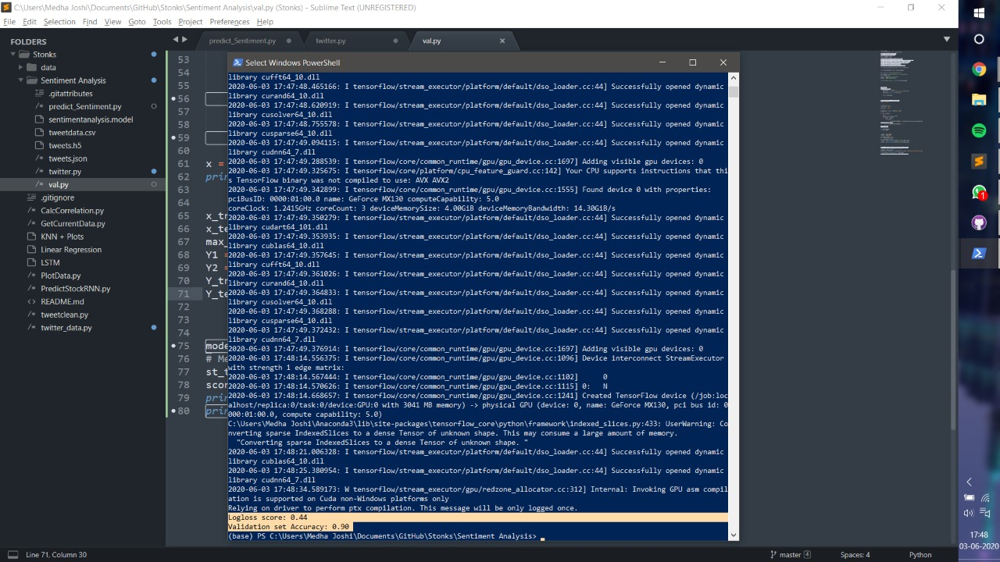 C:\Users\Medha Joshi\Documents\GitHub\Stonks\Sentiment Analysis\val.py (Stonks) - Sublime Text (UNREGISTERED)
File Edit Selection Find View Goto Tools Project Preferences Help
FOLDERS
Stonks
data
Sentiment Analysis
.gitattributes
predict_Sentiment.py
sentimentanalysis.model
tweetdata.csv
tweets.h5
tweets.json
twitter.py
val.py
.gitignore
CalcCorrelation.py
GetCurrentData.py
KNN + Plots
Linear Regression
LSTM
PlotData.py
PredictStockRNN.py
README.md
tweetclean.py
twitter_data.py
predict_Sentiment.py
twitter.py
val.py
53
54
55
56
57
58
59
60
61 x =
62 prin
63
64
65 x_tr
66 x_te
67 max_
68 Y1 =
69 Y2 =
70 Y_tr
71 Y_te
72
73
74
75 mode
76 # Me
77 st_t
78 scor
79 prin
80 prin
Select Windows PowerShell
library cufft64_10.dll
2020-06-03 17:47:48.465116: I tensorflow/stream_executor/platform/default/dso_loader.cc:44] Successfully opened dynamic
library curand64_10.dll
2020-06-03 17:47:48.620919: I tensorflow/stream_executor/platform/default/dso_loader.cc:44] Successfully opened dynamic
library cusolver64_10.dll
2020-06-03 17:47:48.755573: I tensorflow/stream_executor/platform/default/dso_loader.cc:44] Successfully opened dynamic
library cusparse64_10.dll
2020-06-03 17:47:49.094113: I tensorflow/stream_executor/platform/default/dso_loader.cc:44] Successfully opened dynamic
library cudnn64_7.dll
2020-06-03 17:47:49.288559: I tensorflow/core/common_runtime/gpu/gpu_device.cc:1697] Adding visible gpu devices: 0
2020-06-03 17:47:49.325675: I tensorflow/core/platform/cpu_feature_guard.cc:142] Your CPU supports instructions that thi
s TensorFlow binary was not compiled to use: AVX AVX2
2020-06-03 17:47:49.342899: I tensorflow/core/common_runtime/gpu/gpu_device.cc:1555] Found device 0 with properties:
pciBusID: 0000:01:00.0 name: GeForce MX130 computeCapability: 5.0
coreClock: 1.2415GHz coreCount: 3 deviceMemorySize: 4.00GiB deviceMemoryBandwidth: 14.30GiB/s
2020-06-03 17:47:49.350279: I tensorflow/stream_executor/platform/default/dso_loader.cc:44] Successfully opened dynamic
library cudart64_101.dll
2020-06-03 17:47:49.353935: I tensorflow/stream_executor/platform/default/dso_loader.cc:44] Successfully opened dynamic
library cublas64_10.dll
2020-06-03 17:47:49.357645: I tensorflow/stream_executor/platform/default/dso_loader.cc:44] Successfully opened dynamic
library cufft64_10.dll
2020-06-03 17:47:49.361026: I tensorflow/stream_executor/platform/default/dso_loader.cc:44] Successfully opened dynamic
library curand64_10.dll
2020-06-03 17:47:49.364833: I tensorflow/stream_executor/platform/default/dso_loader.cc:44] Successfully opened dynamic
library cusolver64_10.dll
2020-06-03 17:47:49.368288: I tensorflow/stream_executor/platform/default/dso_loader.cc:44] Successfully opened dynamic
library cusparse64_10.dll
2020-06-03 17:47:49.372432: I tensorflow/stream_executor/platform/default/dso_loader.cc:44] Successfully opened dynamic
library cudnn64_7.dll
2020-06-03 17:47:49.376914: I tensorflow/core/common_runtime/gpu/gpu_device.cc:1697] Adding visible gpu devices: 0
2020-06-03 17:48:14.556375: I tensorflow/core/common_runtime/gpu/gpu_device.cc:1096] Device interconnect StreamExecutor
with strength 1 edge matrix:
2020-06-03 17:48:14.567444: I tensorflow/core/common_runtime/gpu/gpu_device.cc:1102] 0
2020-06-03 17:48:14.570626: I tensorflow/core/common_runtime/gpu/gpu_device.cc:1115] 0: N
2020-06-03 17:48:14.668657: I tensorflow/core/common_runtime/gpu/gpu_device.cc:1241] Created TensorFlow device (/job:loc
alhost/replica:0/task:0/device:GPU:0 with 3041 MB memory) -> physical GPU (device: 0, name: GeForce MX130, pci bus id: 0
000:01:00.0, compute capability: 5.0)
C:\Users\Medha Joshi\Anaconda3\lib\site-packages\tensorflow_core\python\framework\indexed_slices.py:433: UserWarning: Co
nverting sparse IndexedSlices to a dense Tensor of unknown shape. This may consume a large amount of memory.
"Converting sparse IndexedSlices to a dense Tensor of unknown shape. "
2020-06-03 17:48:21.006328: I tensorflow/stream_executor/platform/default/dso_loader.cc:44] Successfully opened dynamic
library cublas64_10.dll
2020-06-03 17:48:25.380954: I tensorflow/stream_executor/platform/default/dso_loader.cc:44] Successfully opened dynamic
library cudnn64_7.dll
2020-06-03 17:48:34.589173: W tensorflow/stream_executor/gpu/redzone_allocator.cc:312] Internal: Invoking GPU asm compil
ation is supported on Cuda non-Windows platforms only
Relying on driver to perform ptx compilation. This message will be only logged once.
Logloss score: 0.44
Validation set Accuracy: 0.90
(base) PS C:\Users\Medha Joshi\Documents\GitHub\Stonks\Sentiment Analysis>
Line 71, Column 30
master 4
Spaces: 4
Python
1
17:48
03-06-2020